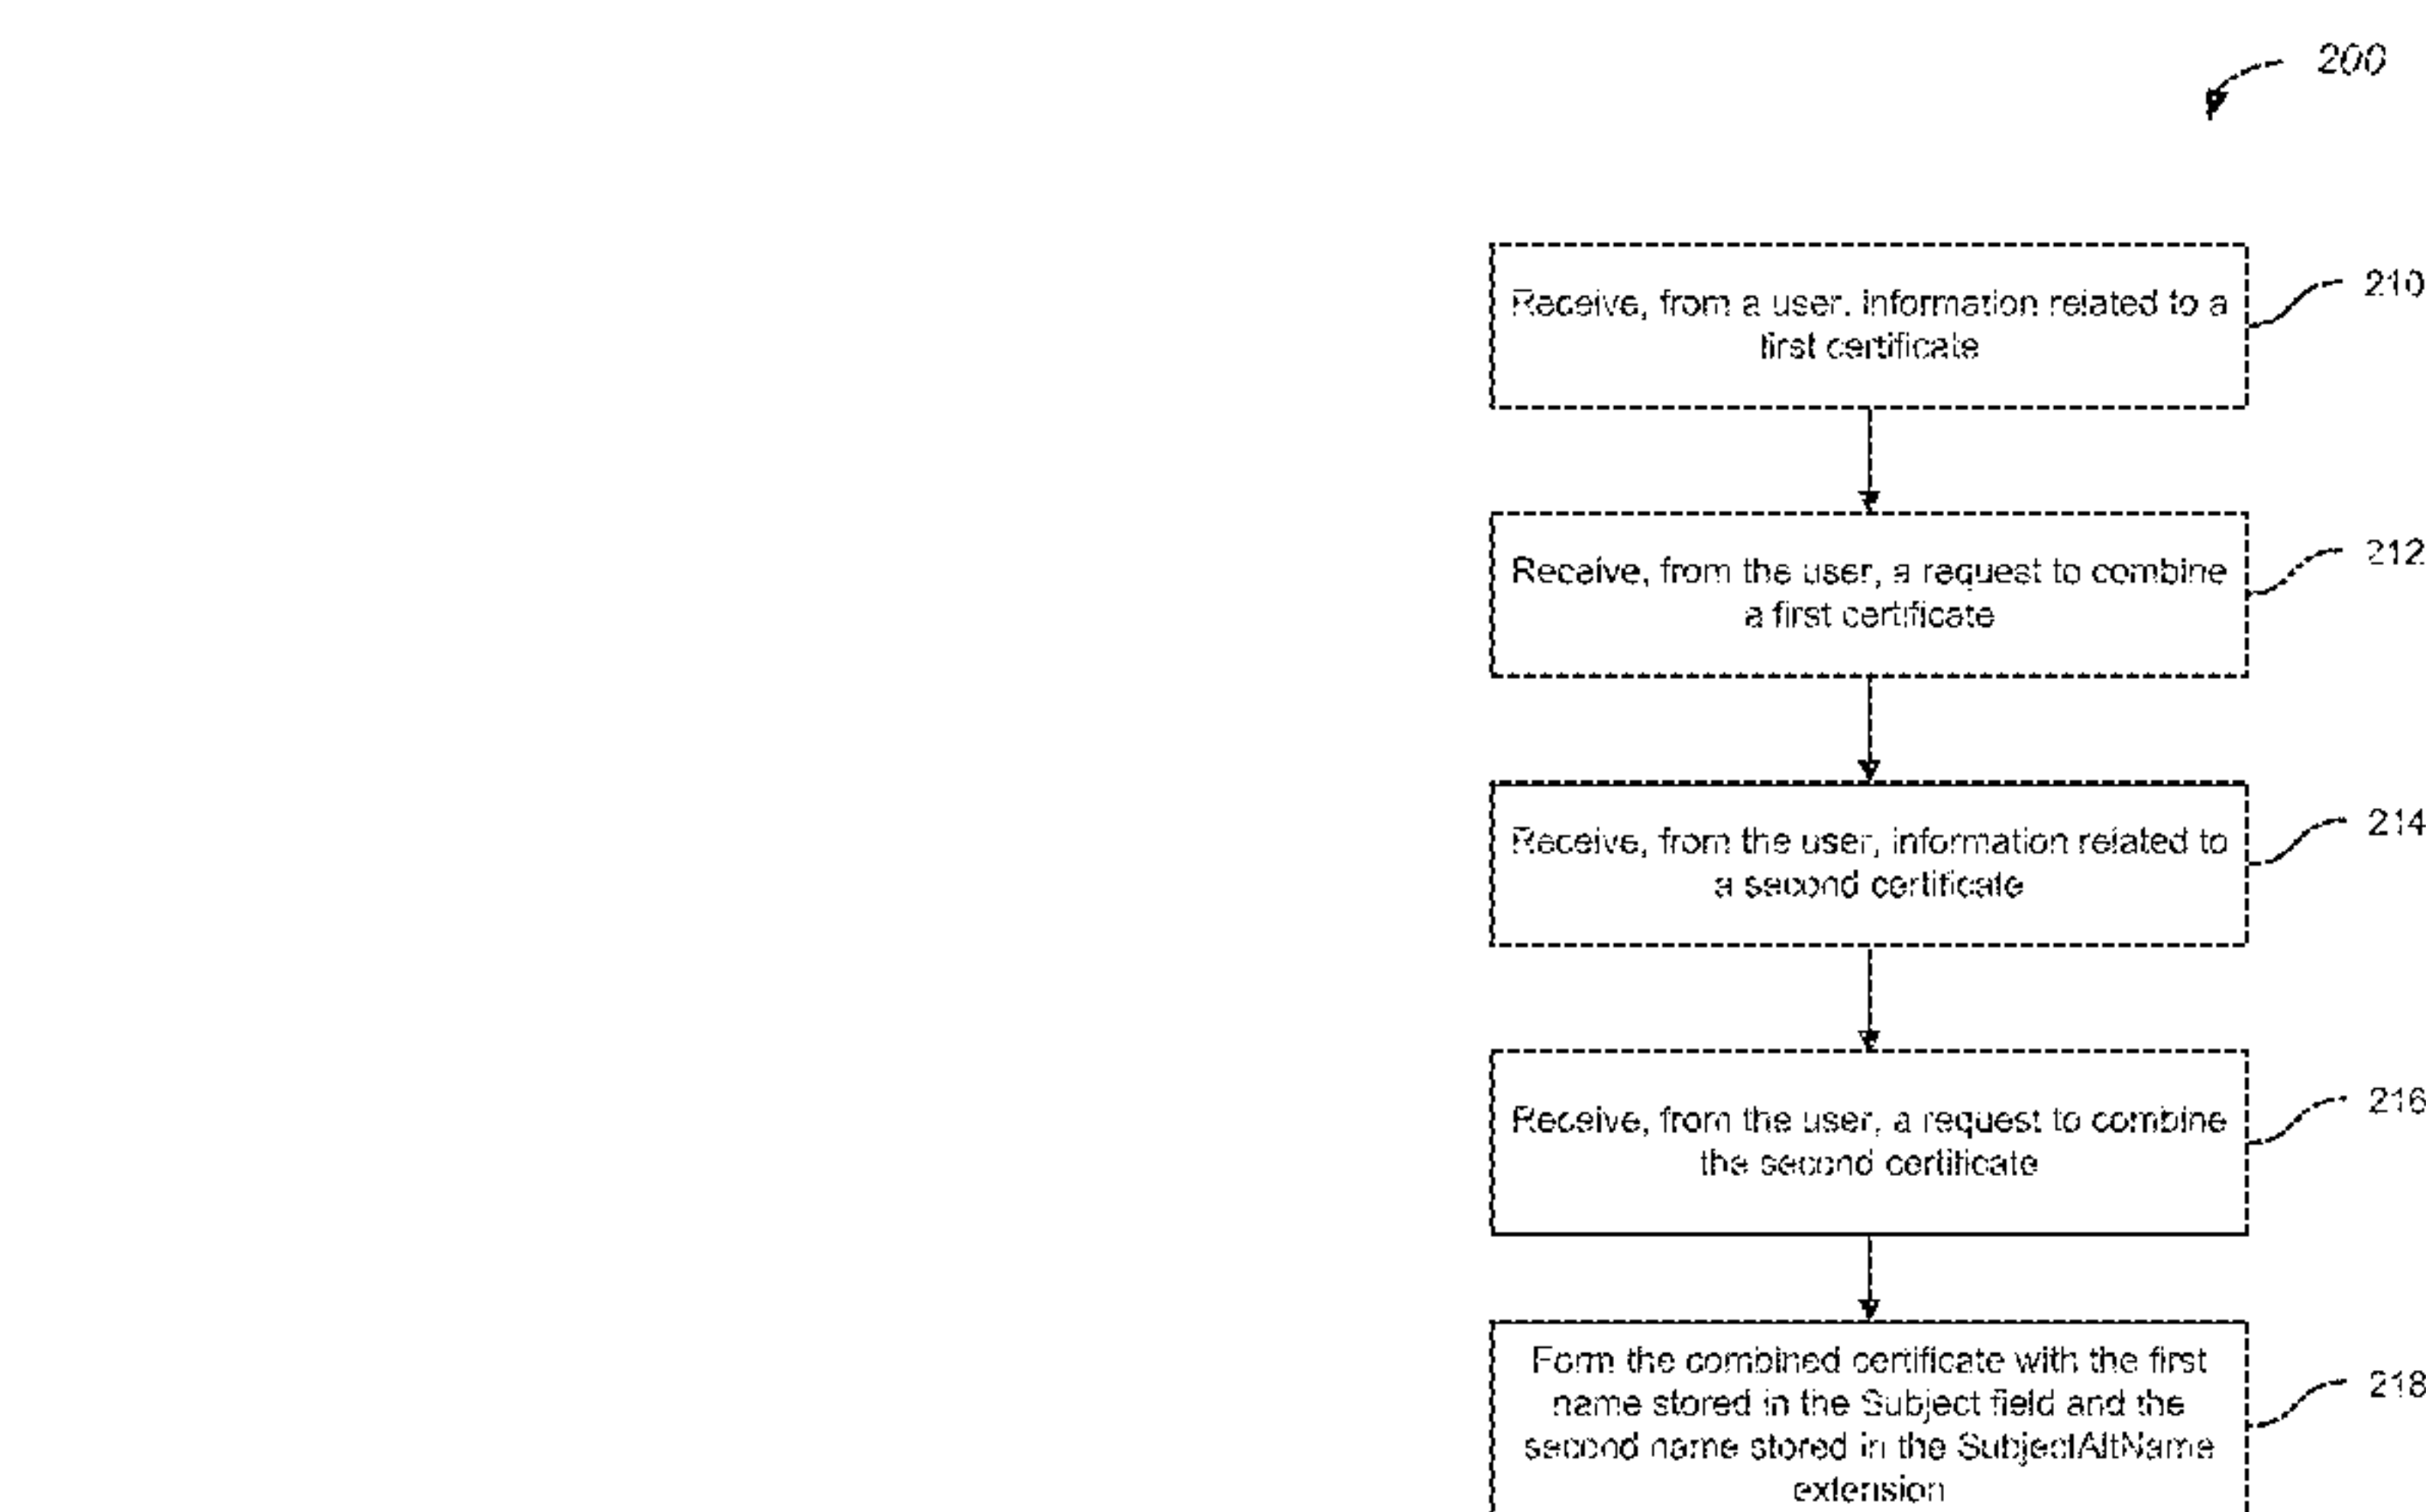 200
Receive, from a user, information related to a
first certificate
210
Receive, from the user, a request to combine
a first certificate
212
Receive, from the user, information related to
a second certificate
214
Receive, from the user, a request to combine
the second certificate
216
Form the combined certificate with the first
name stored in the Subject field and the
second name stored in the SubjectAltName
extension
218